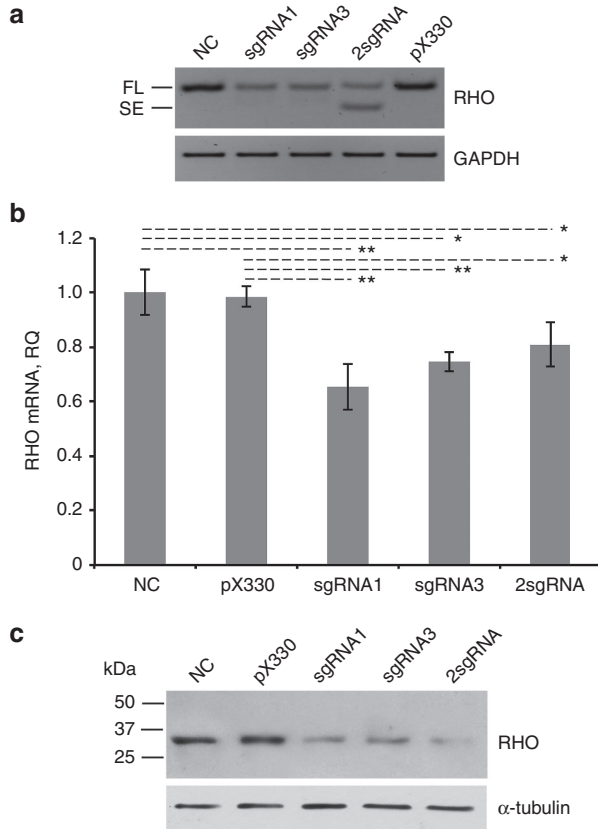 a
NC sgRNA1 sgRNA3 2sgRNA pX330
FL
SE
RHO
GAPDH
b
* 
* 
**
*
**
**
RHO mRNA, RQ
1.2
1.0
0.8
0.6
0.4
0.2
0
NC pX330 sgRNA1 sgRNA3 2sgRNA
c
kDa
NC pX330 sgRNA1 sgRNA3 2sgRNA
50
37
25
RHO
α-tubulin